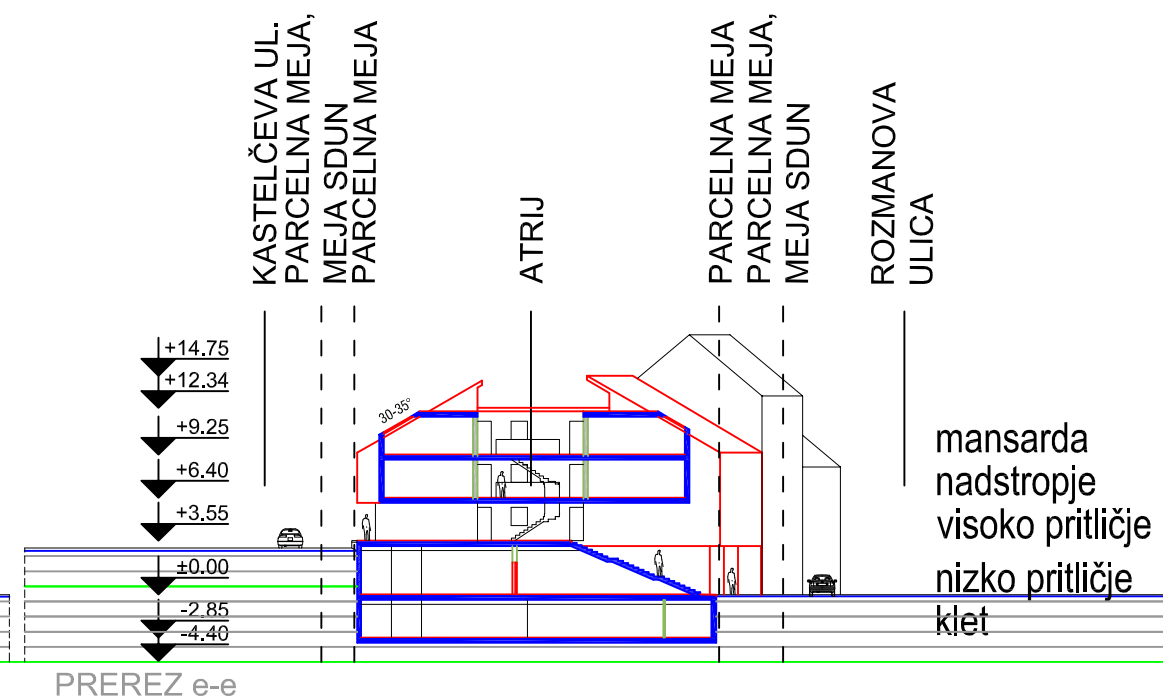 KASTELČEVA UL.
PARCELNA MEJA,
MEJA SDUN
PARCELNA MEJA
ATRIJ
PARCELNA MEJA
PARCELNA MEJA,
MEJA SDUN
ROZMANOVA
ULICA
+14.75
+12.34
+9.25
+6.40
+3.55
±0.00
-2.85
-4.40
30-35°
mansarda
nadstropje
visoko pritličje
nizko pritličje
klet
PREREZ e-e